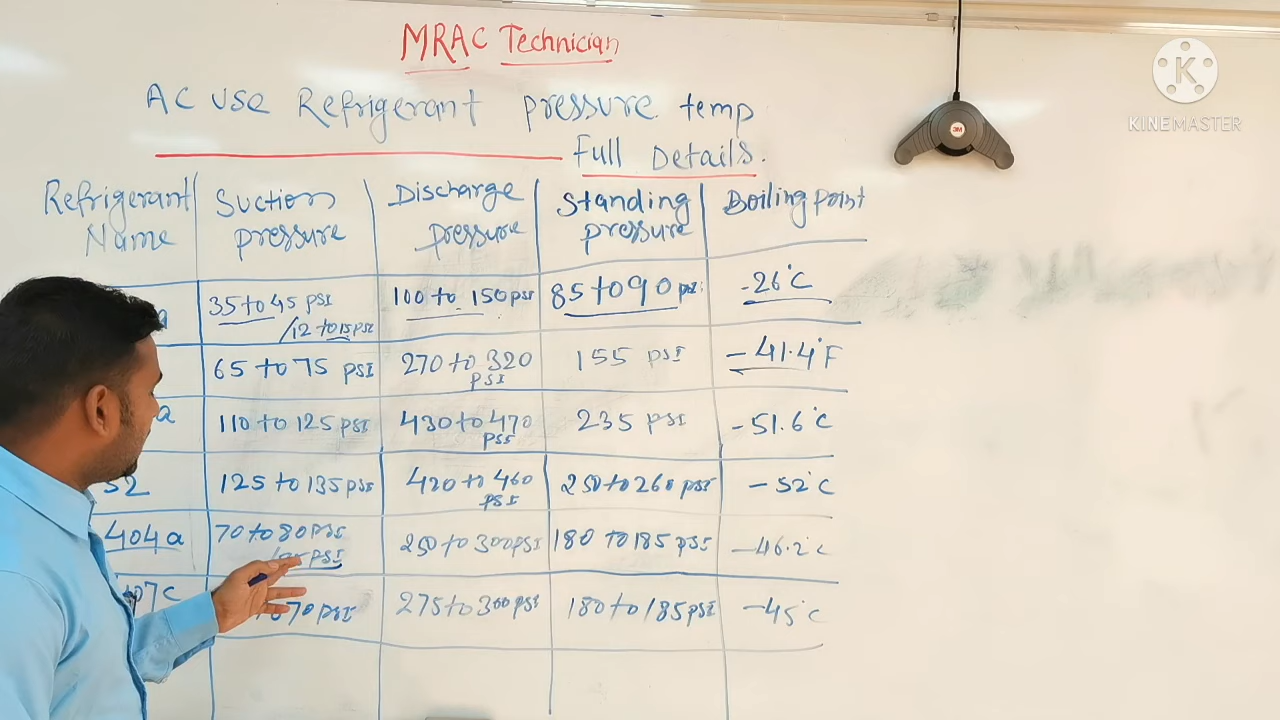 MRAC Technician
AC USE Refrigerant pressure temp
Full Details.
Refrigerant Name | Suction pressure | Discharge pressure | Standing pressure | Boiling point
a | 35 to 45 PSI /12 to 15 PSI | 100 to 150 PSI | 85 to 90 PSI | -26°C
65 to 75 PSI | 270 to 320 PSI | 155 PSI | -41.4°F
a | 110 to 125 PSI | 430 to 470 PSI | 235 PSI | -51.6°C
32 | 125 to 135 PSI | 420 to 460 PSI | 250 to 260 PSI | -52°C
404a | 70 to 80 PSI PSI | 250 to 300 PSI | 180 to 185 PSI | -46.2°C
07C | to 70 PSI | 275 to 300 PSI | 180 to 185 PSI | -45°C
3M
K
KINEMASTER